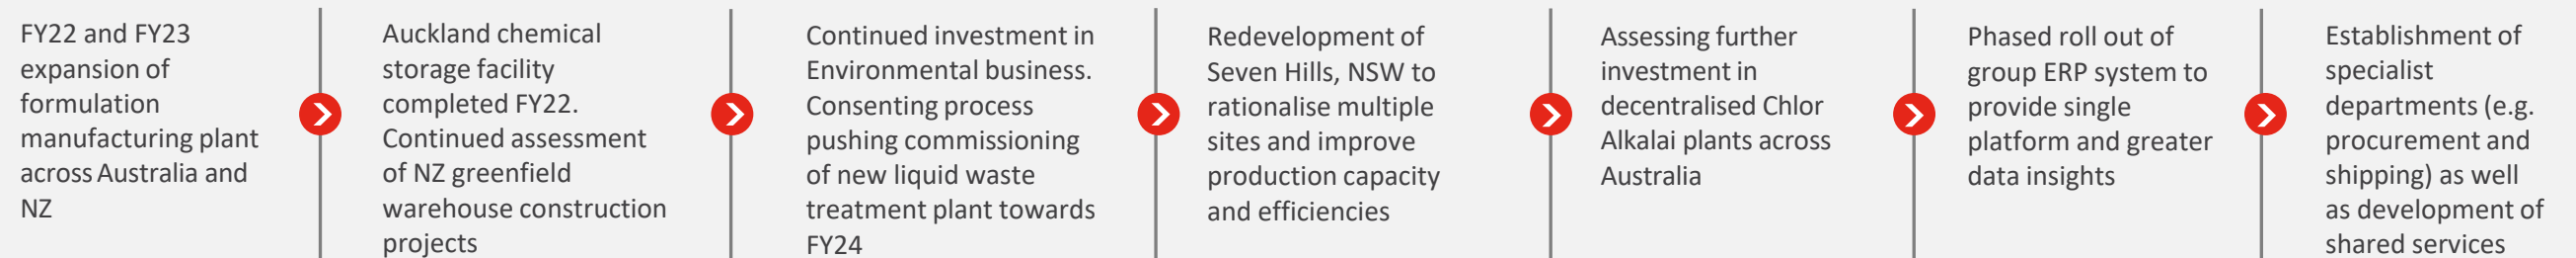 FY22 and FY23
expansion of
formulation
manufacturing plant
across Australia and
NZ
Auckland chemical
storage facility
completed FY22.
Continued assessment
of NZ greenfield
warehouse construction
projects
Continued investment in
Environmental business.
Consenting process
pushing commissioning
of new liquid waste
treatment plant towards
FY24
Redevelopment of
Seven Hills, NSW to
rationalise multiple
sites and improve
production capacity
and efficiencies
Assessing further
investment in
decentralised Chlor
Alkalai plants across
Australia
Phased roll out of
group ERP system to
provide single
platform and greater
data insights
Establishment of
specialist
departments (e.g.
procurement and
shipping) as well
as development of
shared services